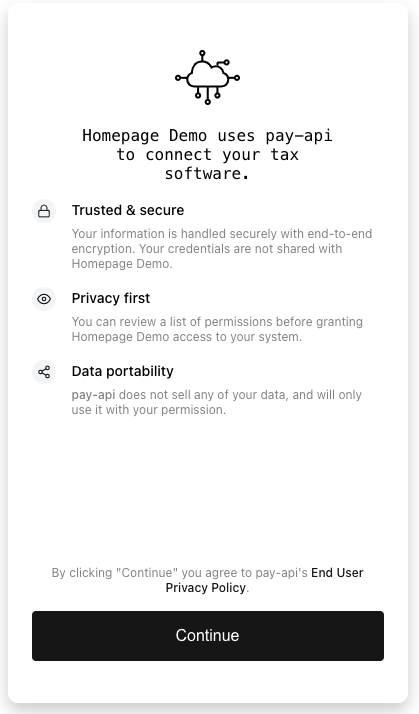 Homepage Demo uses pay-api
to connect your tax
software.
Trusted & secure
Your information is handled securely with end-to-end
encryption. Your credentials are not shared with
Homepage Demo.
Privacy first
You can review a list of permissions before granting
Homepage Demo access to your system.
Data portability
pay-api does not sell any of your data, and will only
use it with your permission.
By clicking "Continue" you agree to pay-api's End User
Privacy Policy.
Continue